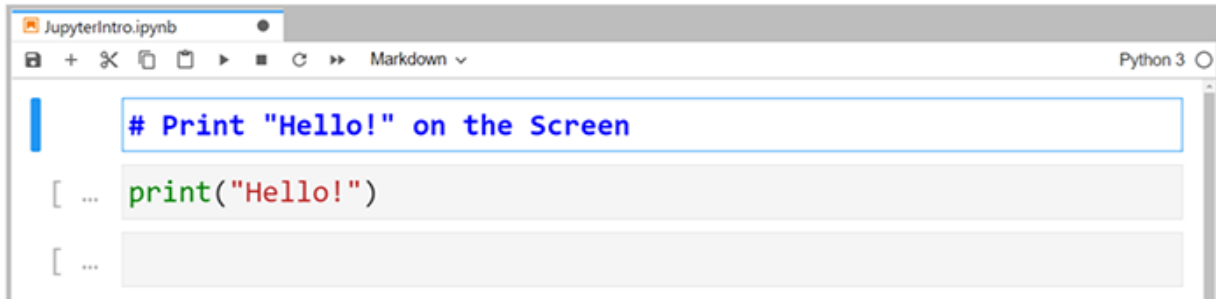 JupyterIntro.ipynb
Markdown
Python 3
# Print "Hello!" on the Screen
[ ...
print("Hello!")
[ ...